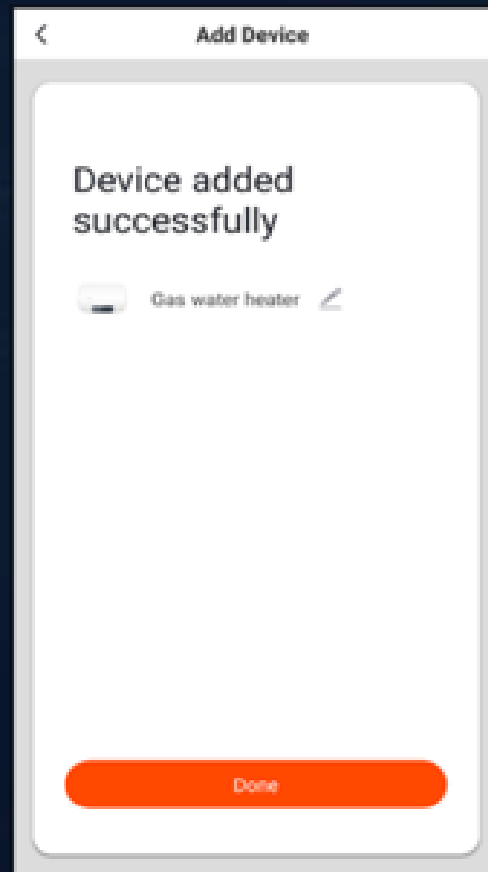 Add Device
Device added
successfully
Gas water heater
Done